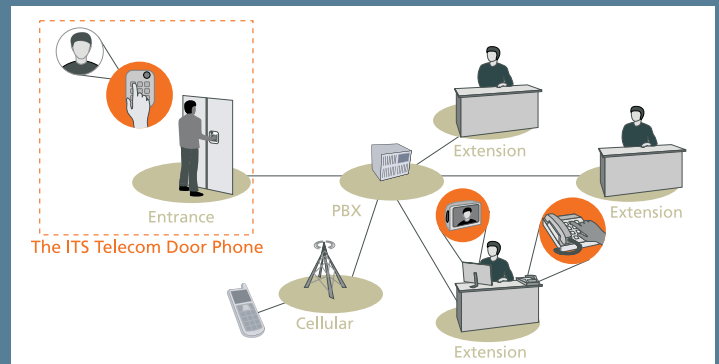 Extension
Entrance
PBX
Extension
The ITS Telecom Door Phone
Cellular
Extension